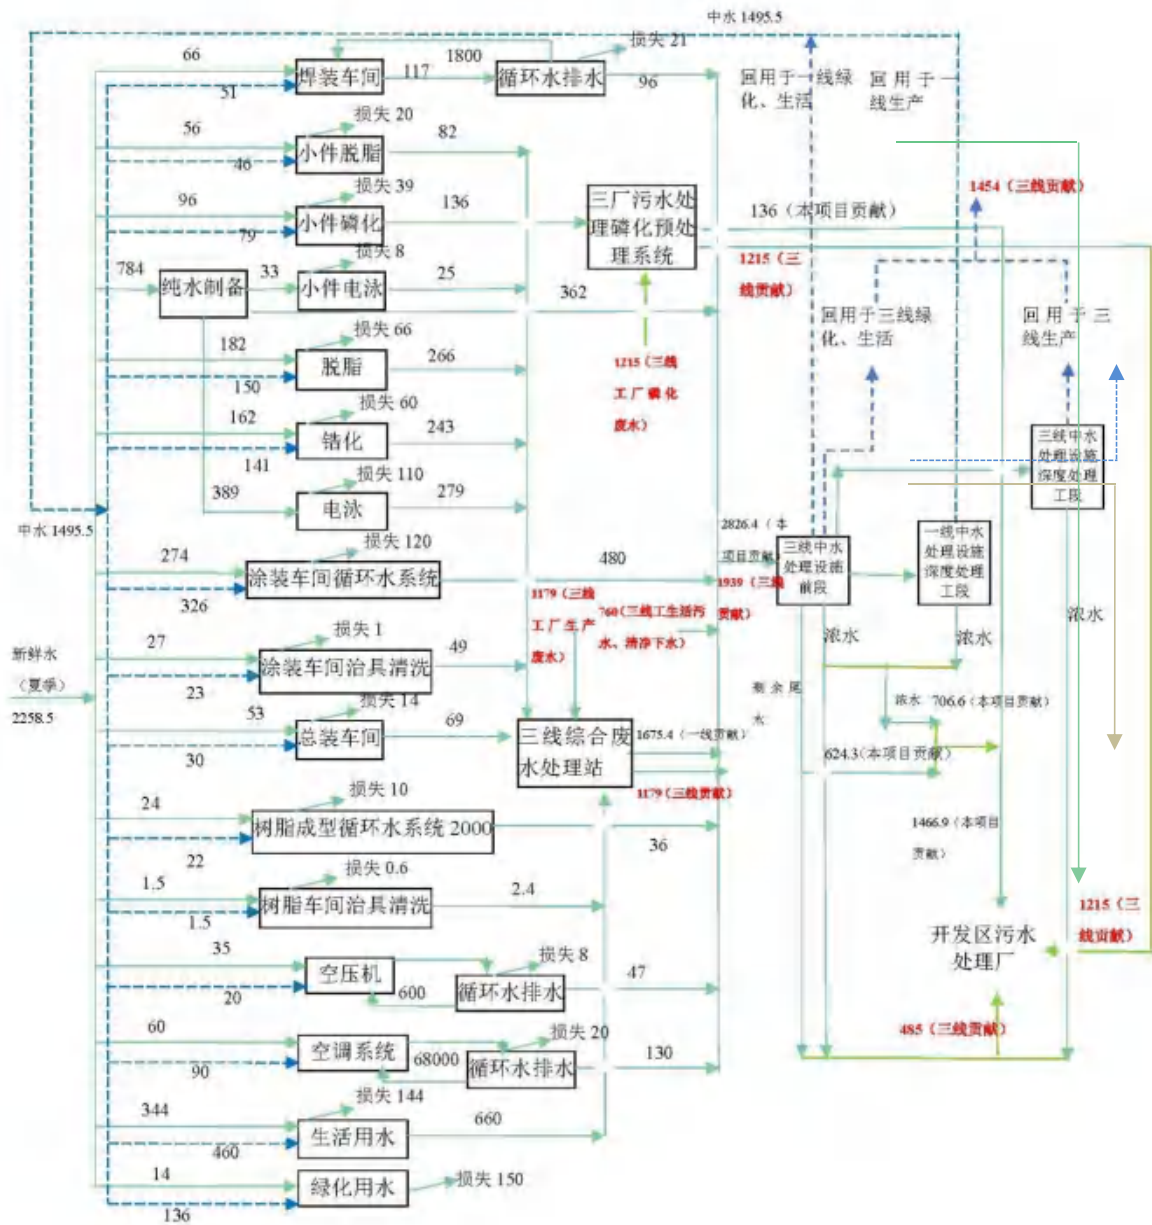 中水 1495.5
66
1800
损失 21
焊装车间
117
循环水排水
96
51
回用于一线绿
化、生活
回 用 于 一
线生产
56
损失 20
82
小件脱脂
46
96
损失 39
136
小件磷化
79
三厂污水处
理磷化预处
理系统
1454（三线贡献）
136（本项目贡献）
784
纯水制备
33
损失 8
小件电泳
25
362
1215（三
线贡献）
回用于三线绿
化、生活
回 用 于 三
线生产
182
损失 66
脱脂
266
150
1215（三线
工 厂 磷 化
废水）
162
损失 60
锆化
243
141
三线中水
处理设施
深度处理
工段
389
损失 110
电泳
279
中水 1495.5
2826.4（本
项目贡献）
三线中水
处理设施
前段
一线中水
处理设施
深度处理
工段
274
损失 120
涂装车间循环水系统
480
326
1939（三线
贡献）
1179（三线
工 厂 生 产
废水）
760(三线工生活污
水、清净下水）
浓水
浓水
浓水
27
损失 1
涂装车间治具清洗
49
23
新鲜水
（夏季）
2258.5
剩 余 尾
水
浓水 706.6（本项目贡献）
53
损失 14
总装车间
69
30
三线综合废
水处理站
1675.4（一线贡献）
1179（三线贡献）
624.3(本项目贡献）
24
损失 10
树脂成型循环水系统 2000
36
22
1466.9（本项目
贡献）
1.5
损失 0.6
树脂车间治具清洗
2.4
1.5
1215（三
线贡献）
开发区污水
处理厂
35
空压机
损失 8
600
循环水排水
47
20
60
空调系统
损失 20
68000
循环水排水
130
90
485（三线贡献）
344
损失 144
生活用水
660
460
14
绿化用水
损失 150
136